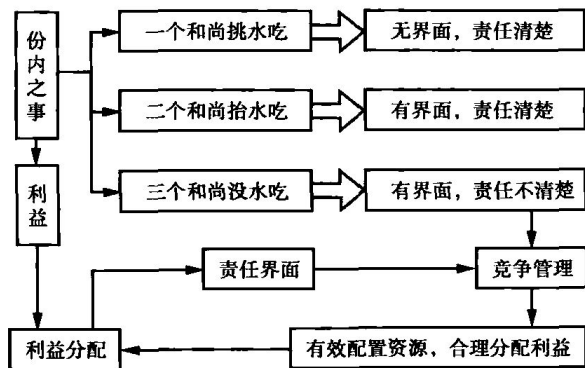 份内之事
一个和尚挑水吃
无界面，责任清楚
二个和尚抬水吃
有界面，责任清楚
三个和尚没水吃
有界面，责任不清楚
利益
责任界面
竞争管理
利益分配
有效配置资源，合理分配利益